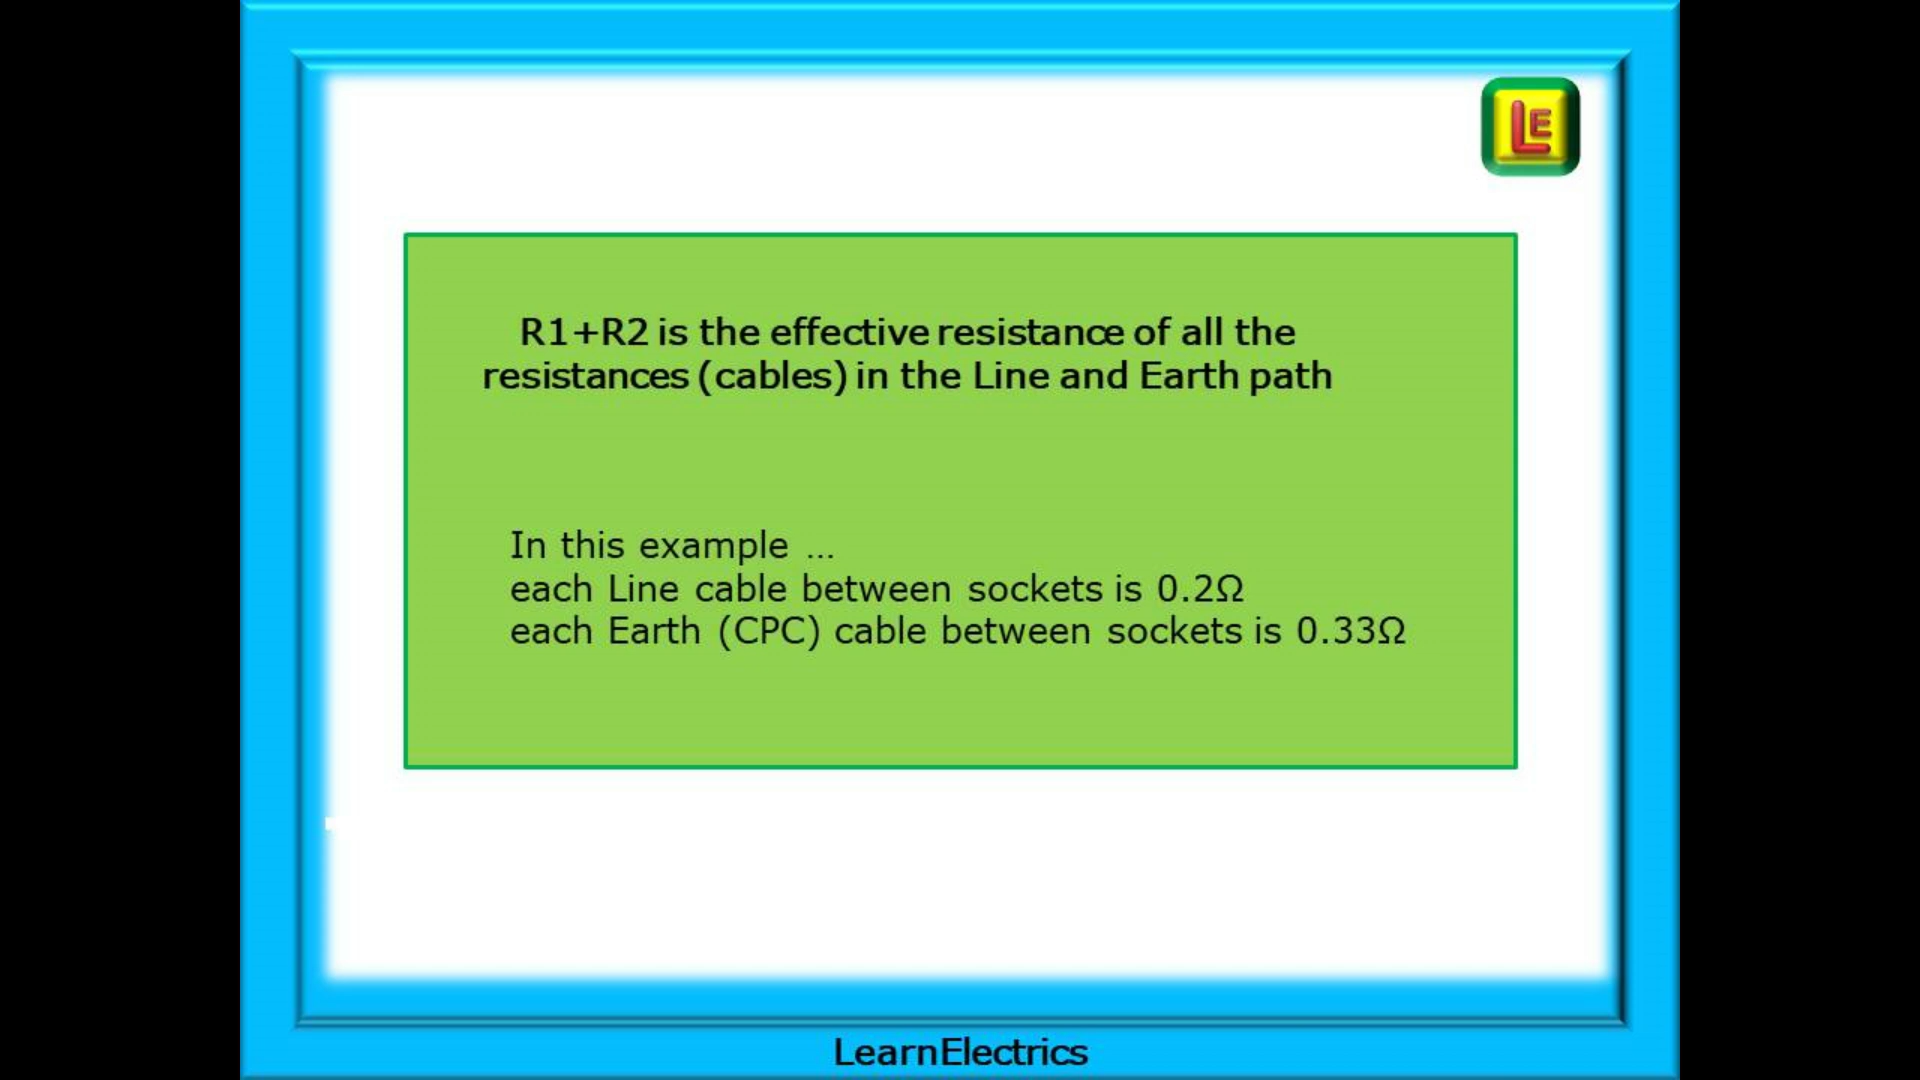 LE
R1+R2 is the effective resistance of all the
resistances (cables) in the Line and Earth path
In this example ...
each Line cable between sockets is 0.2Ω
each Earth (CPC) cable between sockets is 0.33Ω
LearnElectrics